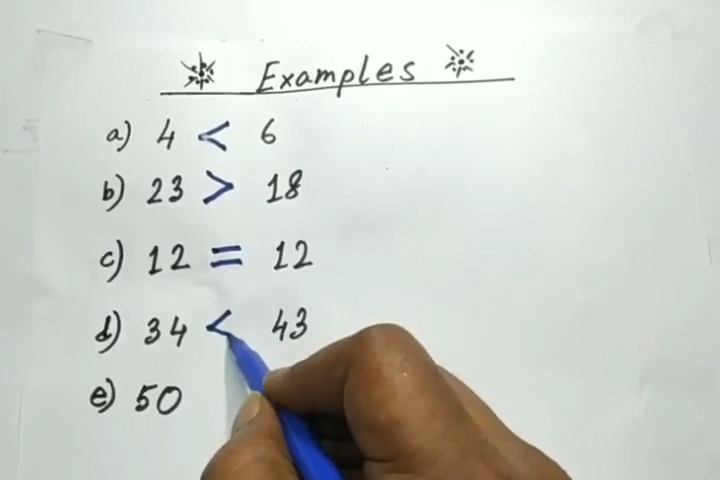 Examples
a) 4 < 6
b) 23 > 18
c) 12 = 12
d) 34 < 43
e) 50